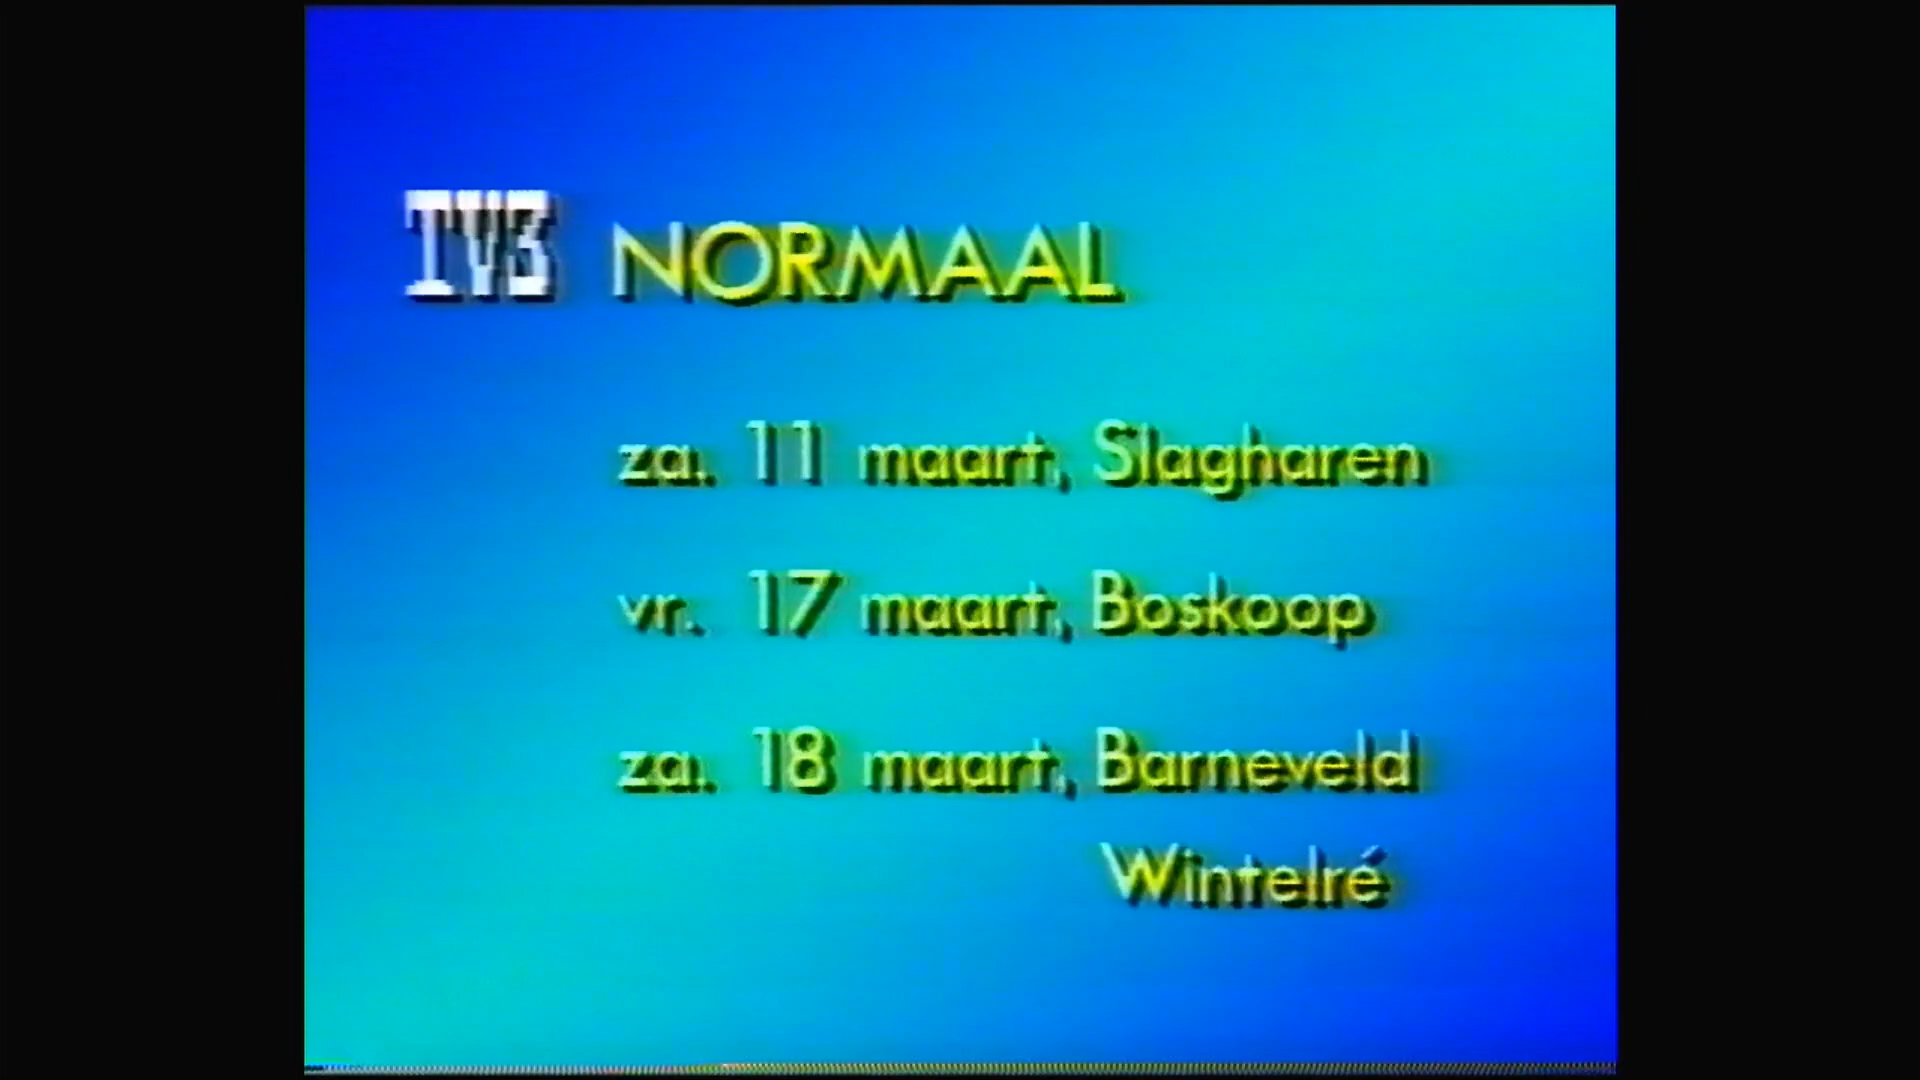 TV3 NORMAAL
za. 11 maart, Slagharen
vr. 17 maart, Boskoop
za. 18 maart, Barneveld
Wintelré